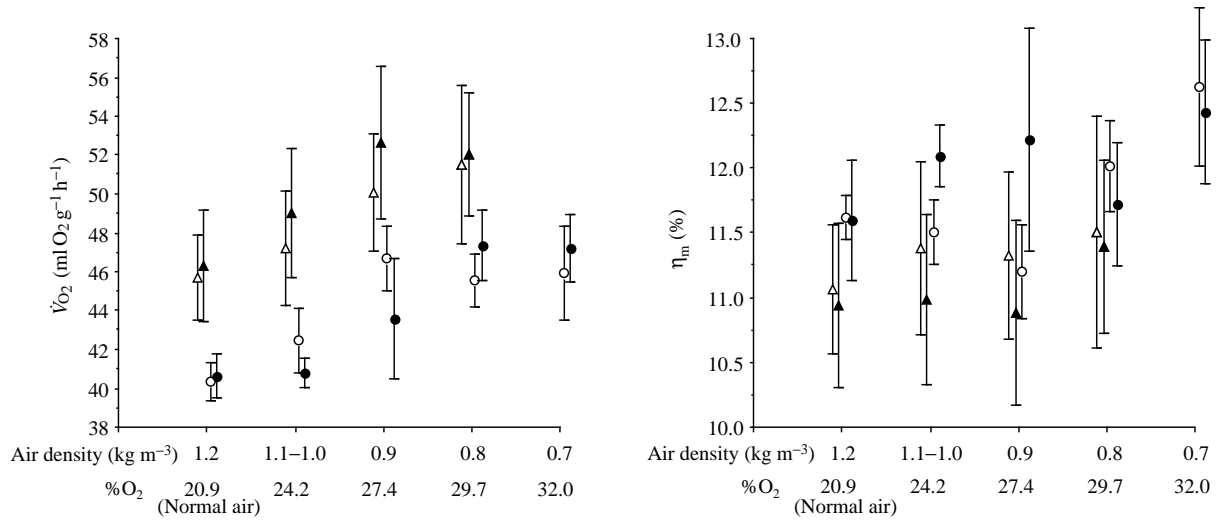 58
56
54
52
50
48
46
44
42
40
38
V̇O₂ (ml O₂ g⁻¹ h⁻¹)
Air density (kg m⁻³) 1.2 1.1–1.0 0.9 0.8 0.7
%O₂ 20.9 24.2 27.4 29.7 32.0
(Normal air)
13.0
12.5
12.0
11.5
11.0
10.5
10.0
ηm (%)
Air density (kg m⁻³) 1.2 1.1–1.0 0.9 0.8 0.7
%O₂ 20.9 24.2 27.4 29.7 32.0
(Normal air)